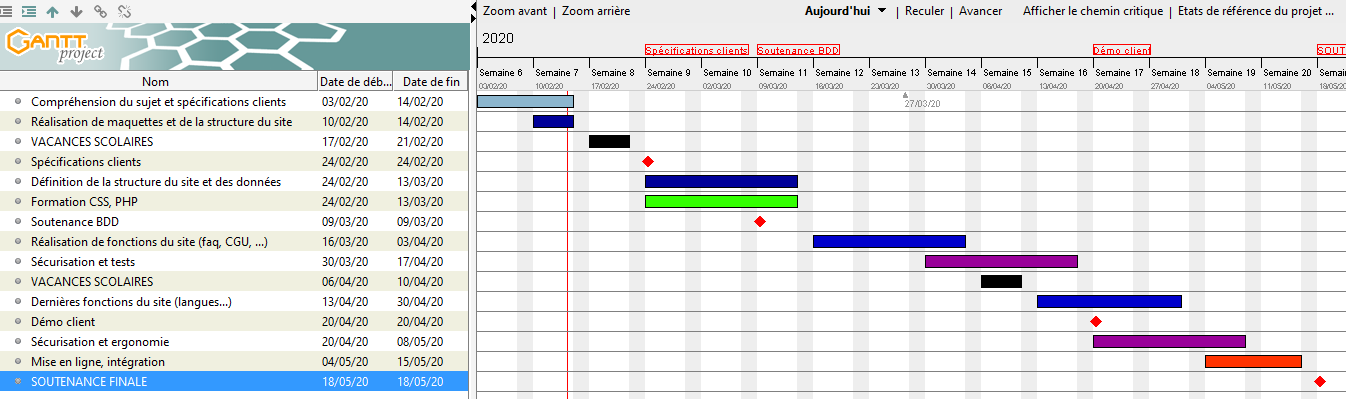 Zoom avant | Zoom arrière Aujourd'hui | Reculer | Avancer Afficher le chemin critique | Etats de référence du projet ...
GANTT project
2020
Spécifications clients Soutenance BDD Démo client SOUT
Nom Date de déb... Date de fin
Semaine 6 Semaine 7 Semaine 8 Semaine 9 Semaine 10 Semaine 11 Semaine 12 Semaine 13 Semaine 14 Semaine 15 Semaine 16 Semaine 17 Semaine 18 Semaine 19 Semaine 20 Semain
03/02/20 10/02/20 17/02/20 24/02/20 02/03/20 09/03/20 16/03/20 23/03/20 30/03/20 06/04/20 13/04/20 20/04/20 27/04/20 04/05/20 11/05/20 18/05/2
Compréhension du sujet et spécifications clients 03/02/20 14/02/20
27/03/20
Réalisation de maquettes et de la structure du site 10/02/20 14/02/20
VACANCES SCOLAIRES 17/02/20 21/02/20
Spécifications clients 24/02/20 24/02/20
Définition de la structure du site et des données 24/02/20 13/03/20
Formation CSS, PHP 24/02/20 13/03/20
Soutenance BDD 09/03/20 09/03/20
Réalisation de fonctions du site (faq, CGU, ...) 16/03/20 03/04/20
Sécurisation et tests 30/03/20 17/04/20
VACANCES SCOLAIRES 06/04/20 10/04/20
Dernières fonctions du site (langues...) 13/04/20 30/04/20
Démo client 20/04/20 20/04/20
Sécurisation et ergonomie 20/04/20 08/05/20
Mise en ligne, intégration 04/05/20 15/05/20
SOUTENANCE FINALE 18/05/20 18/05/20